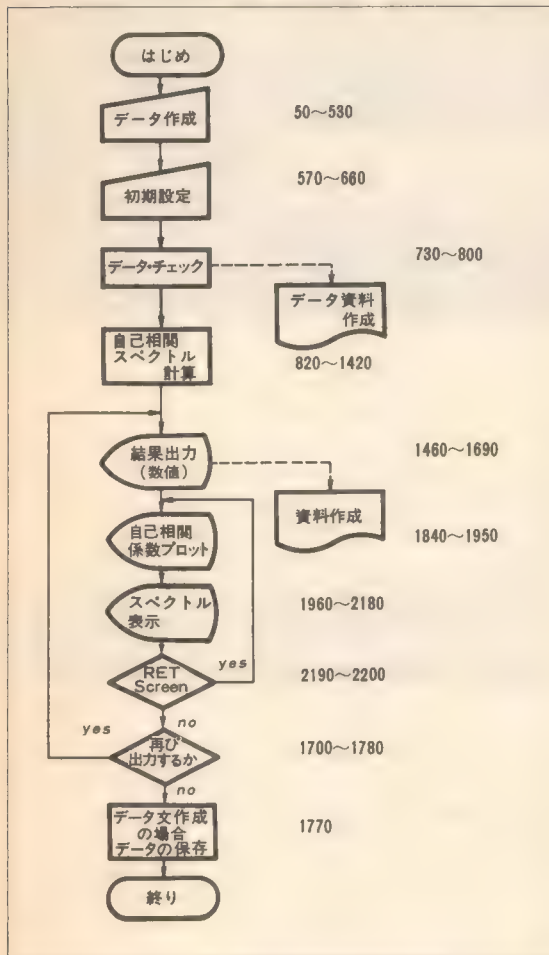 はじめ
データ作成
50～530
初期設定
570～660
データ・チェック
730～800
データ資料
作成
自己相関
スペクトル
計算
820～1420
結果出力
(数値)
1460～1690
資料作成
自己相関
係数プロット
1840～1950
スペクトル
表示
1960～2180
RET
Screen
yes
2190～2200
no
yes
再び
出力するか
1700～1780
no
データ文作成
の場合
データの保存
1770
終り